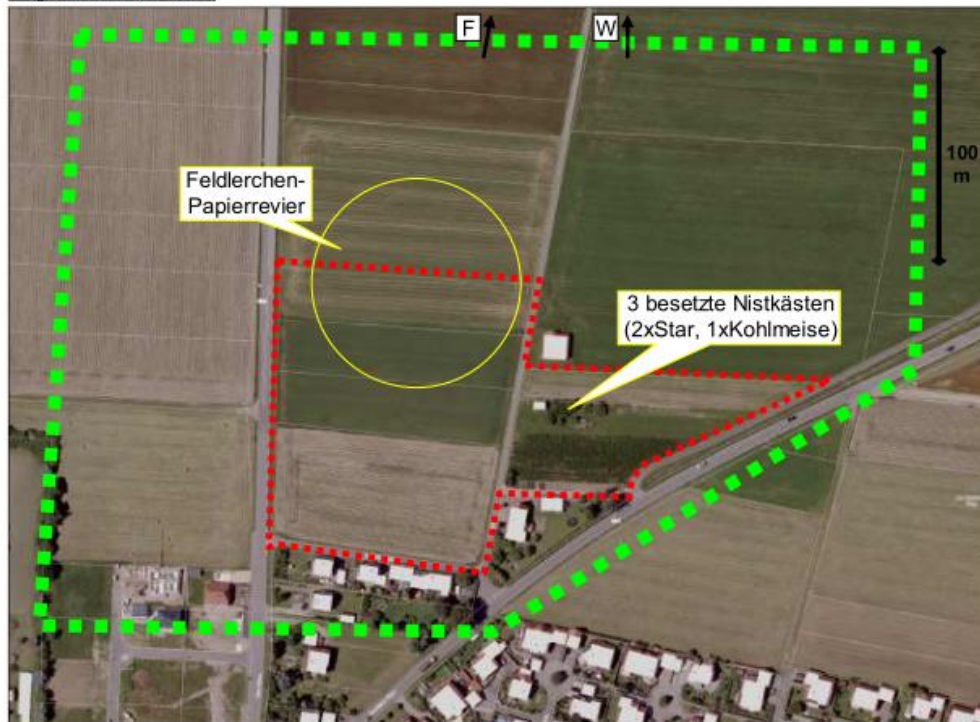 F
W
100
m
Feldlerchen-
Papierrevier
3 besetzte Nistkästen
(2xStar, 1xKohlmeise)